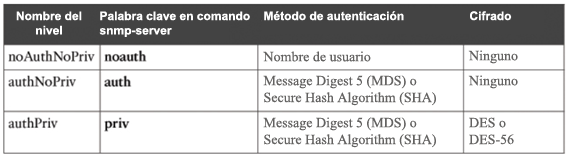 Nombre del nivel Palabra clave en comando snmp-server Método de autenticación Cifrado
noAuthNoPriv noauth Nombre de usuario Ninguno
authNoPriv auth Message Digest 5 (MDS) o Secure Hash Algorithm (SHA) Ninguno
authPriv priv Message Digest 5 (MDS) o Secure Hash Algorithm (SHA) DES o DES-56